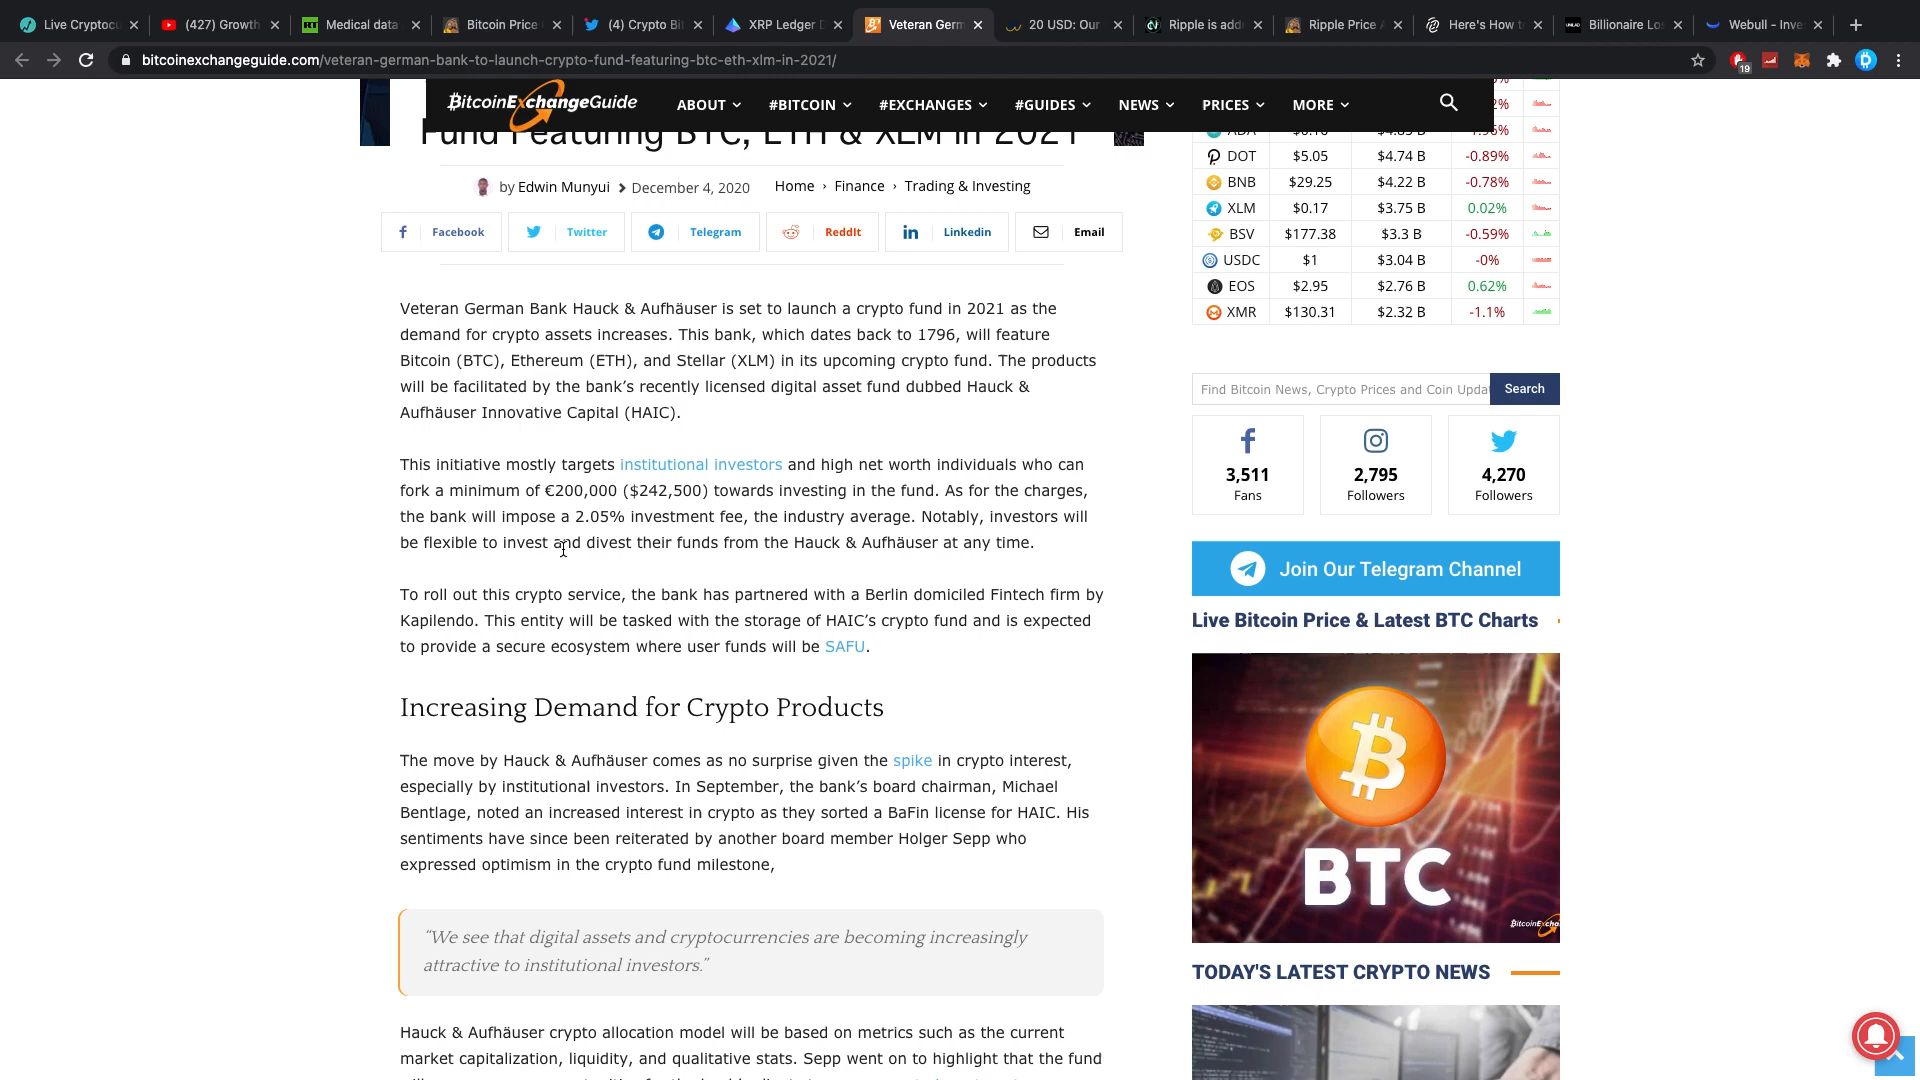 Live Cryptocu
(427) Growth
Medical data
Bitcoin Price
(4) Crypto Bit
XRP Ledger D
Veteran Germ
20 USD: Our
Ripple is add
Ripple Price A
Here's How t
Billionaire Los
Webull - Inve
bitcoinexchangeguide.com/veteran-german-bank-to-launch-crypto-fund-featuring-btc-eth-xlm-in-2021/
19
BitcoinExchangeGuide
ABOUT
#BITCOIN
#EXCHANGES
#GUIDES
NEWS
PRICES
MORE
Fund Featuring BTC, ETH & XLM in 2021
by Edwin Munyui
December 4, 2020
Home › Finance › Trading & Investing
Facebook
Twitter
Telegram
ReddIt
Linkedin
Email
Veteran German Bank Hauck & Aufhäuser is set to launch a crypto fund in 2021 as the
demand for crypto assets increases. This bank, which dates back to 1796, will feature
Bitcoin (BTC), Ethereum (ETH), and Stellar (XLM) in its upcoming crypto fund. The products
will be facilitated by the bank’s recently licensed digital asset fund dubbed Hauck &
Aufhäuser Innovative Capital (HAIC).
This initiative mostly targets institutional investors and high net worth individuals who can
fork a minimum of €200,000 ($242,500) towards investing in the fund. As for the charges,
the bank will impose a 2.05% investment fee, the industry average. Notably, investors will
be flexible to invest and divest their funds from the Hauck & Aufhäuser at any time.
To roll out this crypto service, the bank has partnered with a Berlin domiciled Fintech firm by
Kapilendo. This entity will be tasked with the storage of HAIC’s crypto fund and is expected
to provide a secure ecosystem where user funds will be SAFU.
Increasing Demand for Crypto Products
The move by Hauck & Aufhäuser comes as no surprise given the spike in crypto interest,
especially by institutional investors. In September, the bank’s board chairman, Michael
Bentlage, noted an increased interest in crypto as they sorted a BaFin license for HAIC. His
sentiments have since been reiterated by another board member Holger Sepp who
expressed optimism in the crypto fund milestone,
“We see that digital assets and cryptocurrencies are becoming increasingly
attractive to institutional investors.”
Hauck & Aufhäuser crypto allocation model will be based on metrics such as the current
market capitalization, liquidity, and qualitative stats. Sepp went on to highlight that the fund
DOT $5.05 $4.74 B -0.89%
BNB $29.25 $4.22 B -0.78%
XLM $0.17 $3.75 B 0.02%
BSV $177.38 $3.3 B -0.59%
USDC $1 $3.04 B -0%
EOS $2.95 $2.76 B 0.62%
XMR $130.31 $2.32 B -1.1%
Find Bitcoin News, Crypto Prices and Coin Upda
Search
3,511
Fans
2,795
Followers
4,270
Followers
Join Our Telegram Channel
Live Bitcoin Price & Latest BTC Charts
BTC
BitcoinExcha
TODAY'S LATEST CRYPTO NEWS